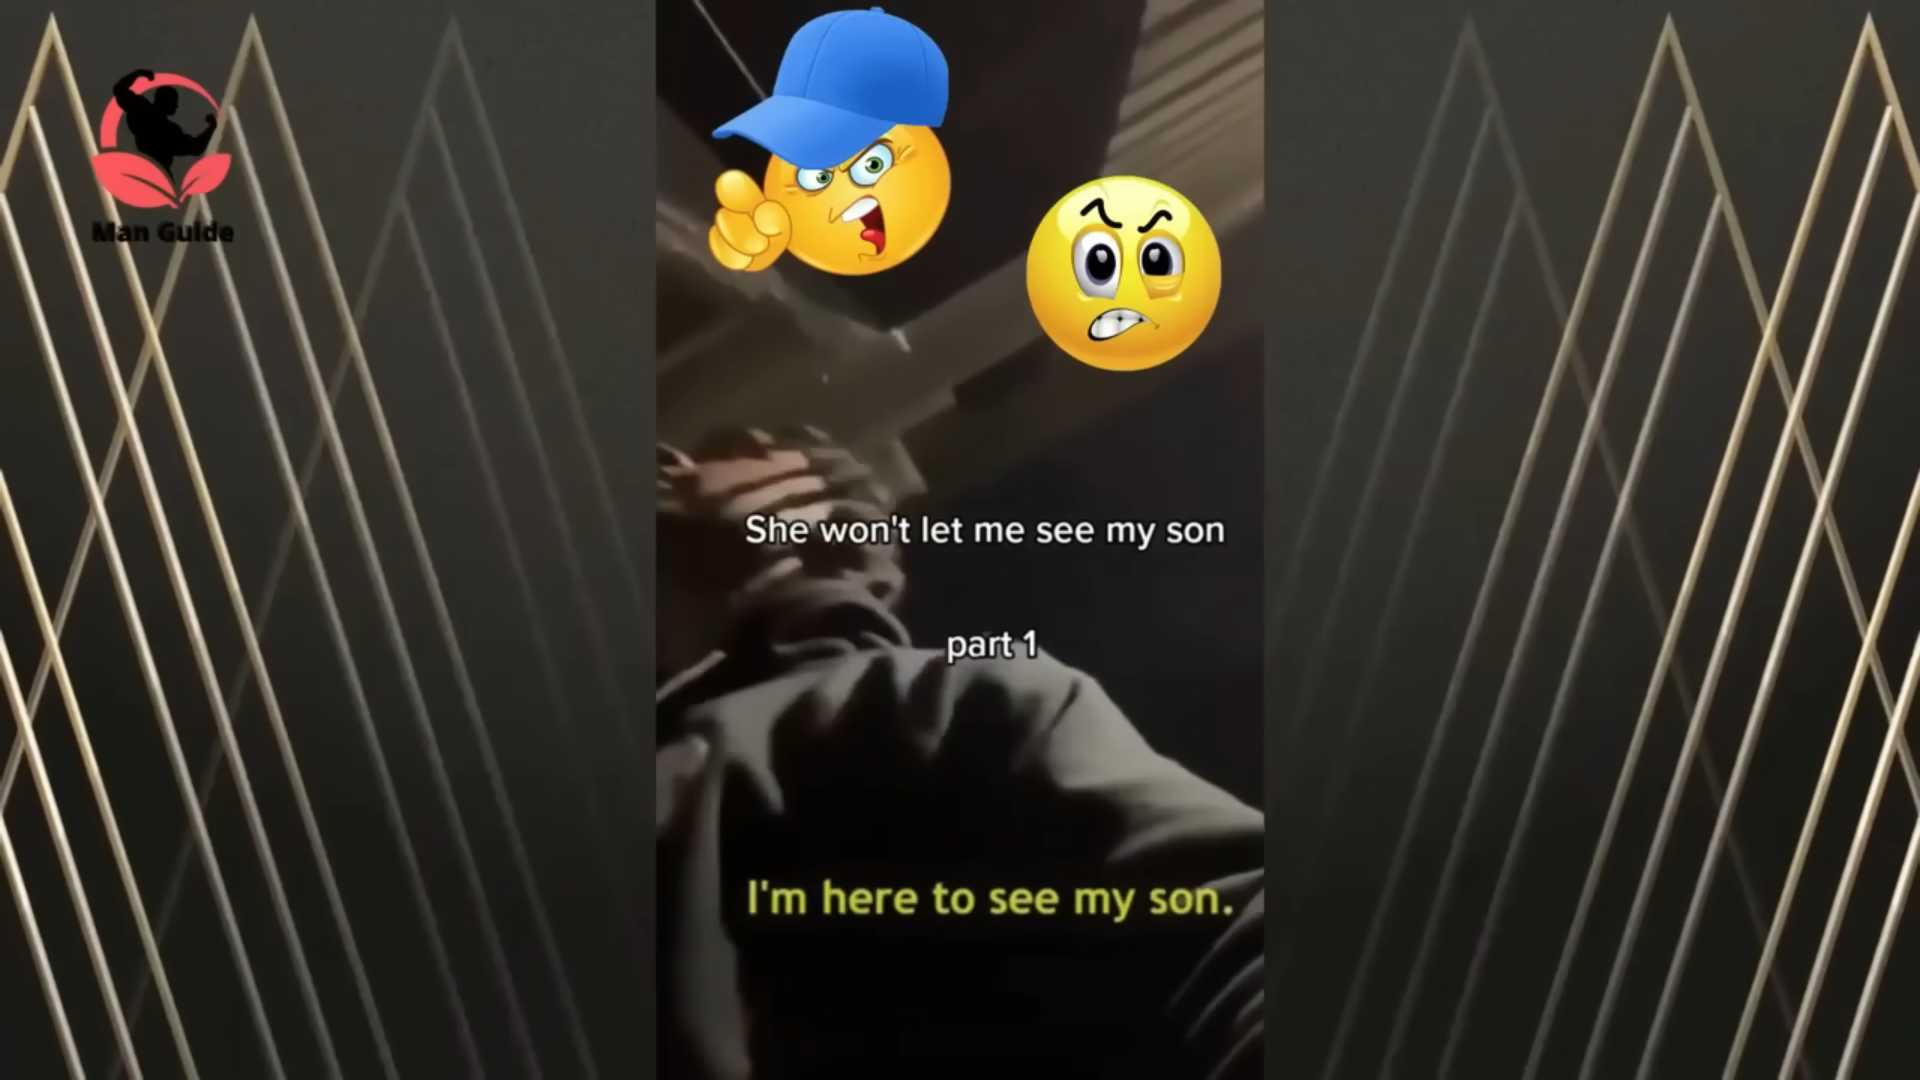 Man Guide
She won't let me see my son
part 1
I'm here to see my son.